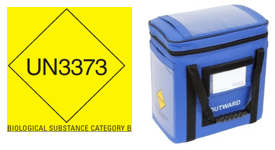 UN3373
BIOLOGICAL SUBSTANCE CATEGORY B
OUTWARD